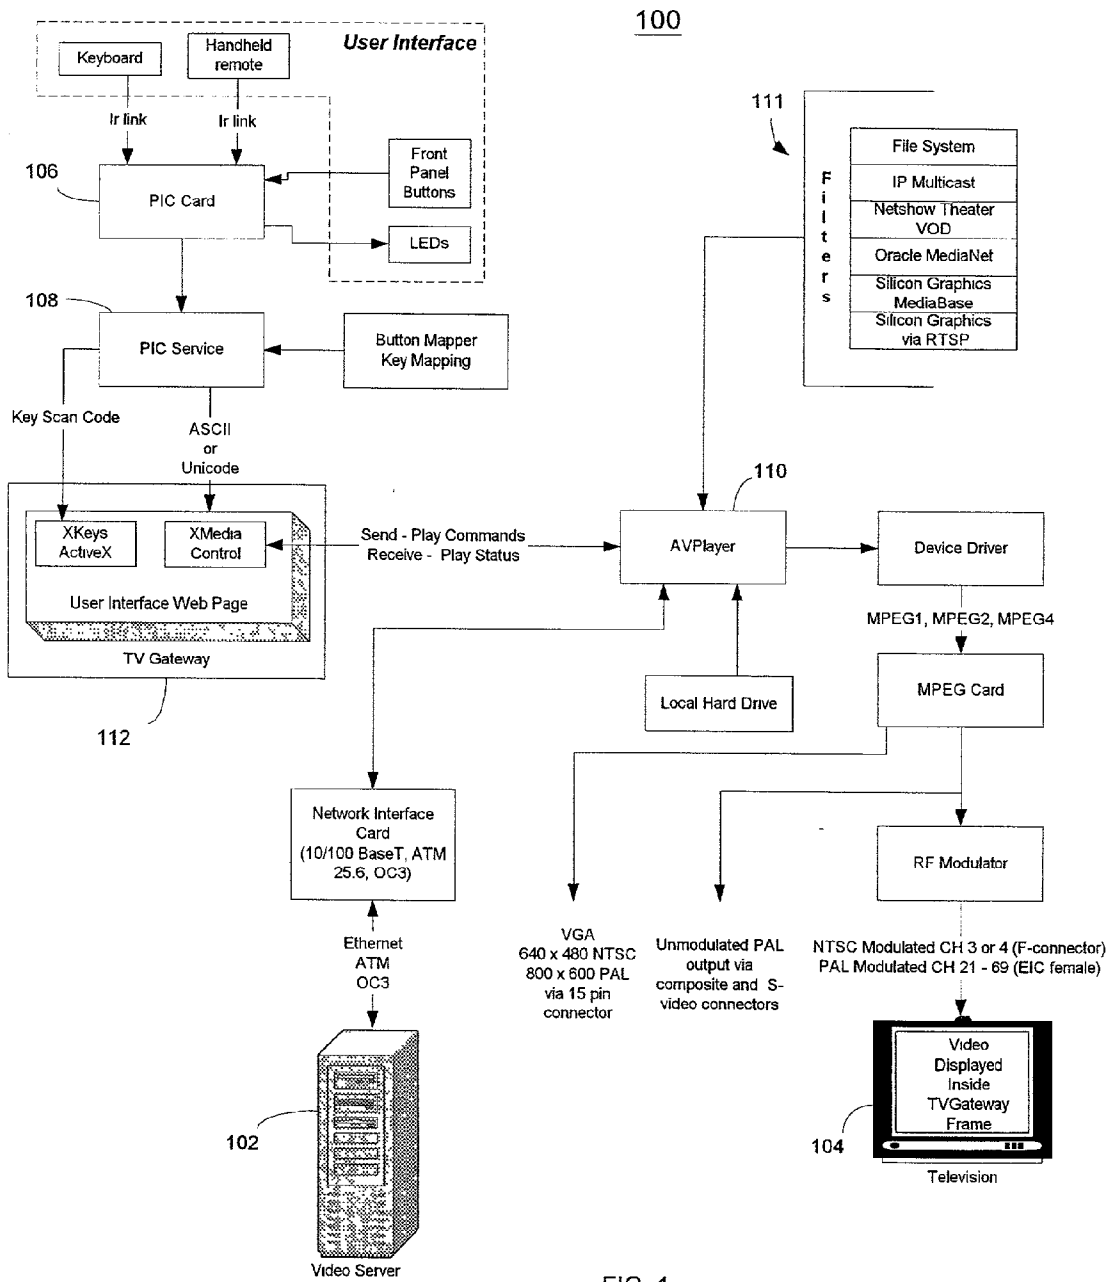 100
User Interface
Keyboard
Handheld
remote
Ir link
Ir link
106
PIC Card
Front
Panel
Buttons
LEDs
111
Filters
File System
IP Multicast
Netshow Theater
VOD
Oracle MediaNet
Silicon Graphics
MediaBase
Silicon Graphics
via RTSP
108
PIC Service
Button Mapper
Key Mapping
Key Scan Code
ASCII
or
Unicode
XKeys
ActiveX
XMedia
Control
User Interface Web Page
TV Gateway
112
Send - Play Commands
Receive - Play Status
110
AVPlayer
Device Driver
MPEG1, MPEG2, MPEG4
MPEG Card
Local Hard Drive
Network Interface
Card
(10/100 BaseT, ATM
25.6, OC3)
RF Modulator
Ethernet
ATM
OC3
VGA
640 x 480 NTSC
800 x 600 PAL
via 15 pin
connector
Unmodulated PAL
output via
composite and S-
video connectors
NTSC Modulated CH 3 or 4 (F-connector)
PAL Modulated CH 21 - 69 (EIC female)
Video
Displayed
Inside
TVGateway
Frame
104
Television
102
Video Server